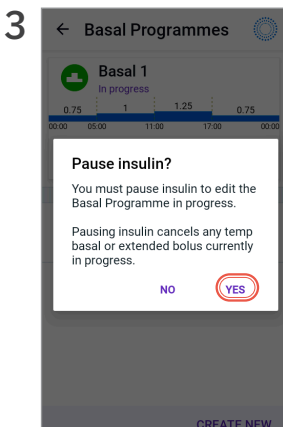 3
Basal Programmes
Basal 1
In progress
0.75 1 1.25 0.75
00:00 05:00 11:00 17:00 00:00
Pause insulin?
You must pause insulin to edit the
Basal Programme in progress.
Pausing insulin cancels any temp
basal or extended bolus currently
in progress.
NO YES
CREATE NEW